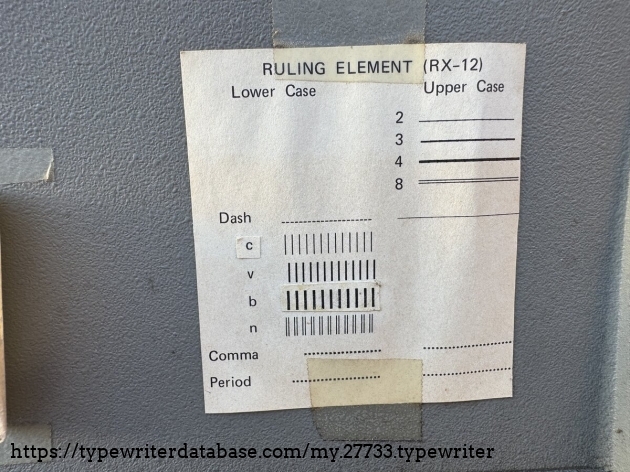 RULING ELEMENT (RX-12)
Lower Case Upper Case
2
3
4
8
Dash
c
v
b
n
Comma
Period
https://typewriterdatabase.com/my.27733.typewriter